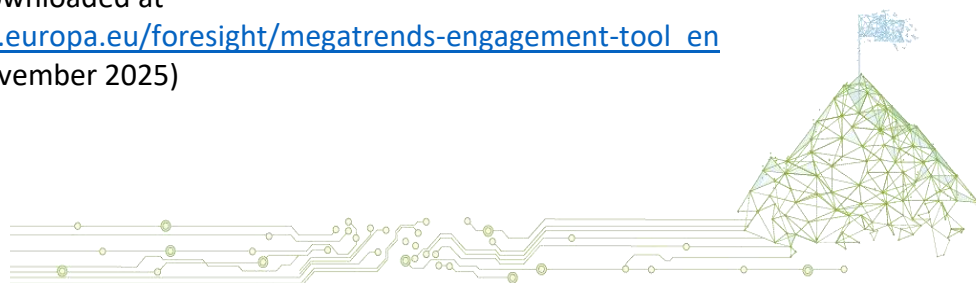 wnloaded at
.europa.eu/foresight/megatrends-engagement-tool_en
vember 2025)